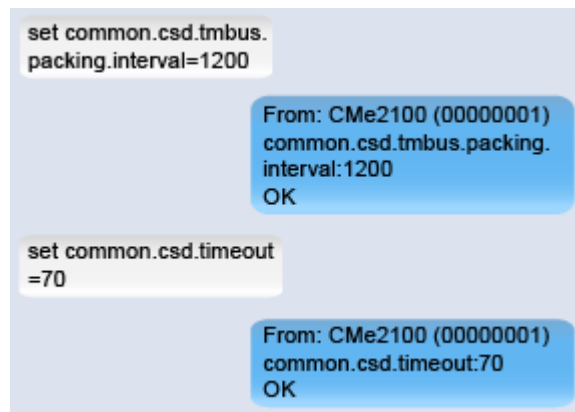 set common.csd.tmbus.
packing.interval=1200
From: CMe2100 (00000001)
common.csd.tmbus.packing.
interval:1200
OK
set common.csd.timeout
=70
From: CMe2100 (00000001)
common.csd.timeout:70
OK